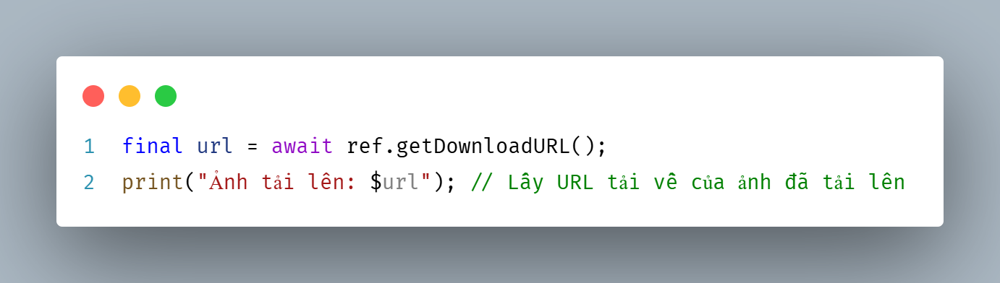 1 final url = await ref.getDownloadURL();
2 print("Ảnh tải lên: $url"); // Lấy URL tải về của ảnh đã tải lên